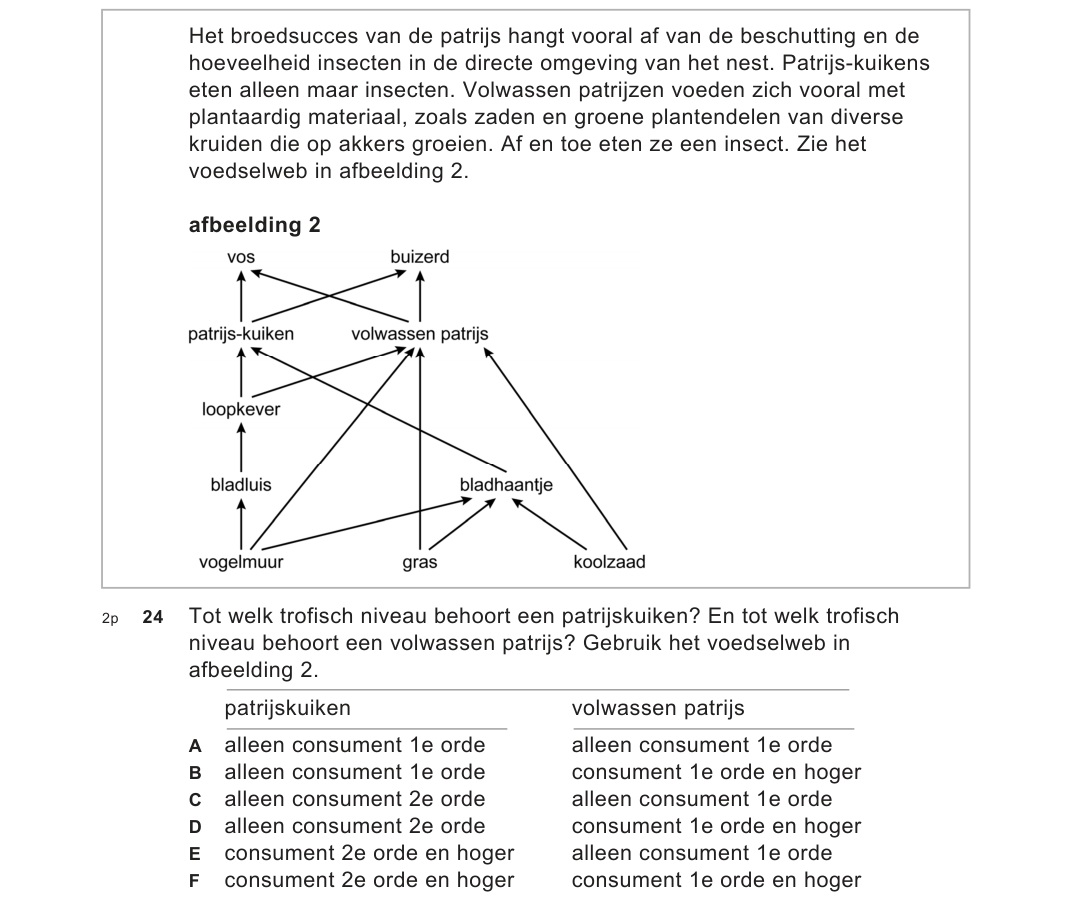 Het broedsucces van de patrijs hangt vooral af van de beschutting en de
hoeveelheid insecten in de directe omgeving van het nest. Patrijs-kuikens
eten alleen maar insecten. Volwassen patrijzen voeden zich vooral met
plantaardig materiaal, zoals zaden en groene plantendelen van diverse
kruiden die op akkers groeien. Af en toe eten ze een insect. Zie het
voedselweb in afbeelding 2.
afbeelding 2
vos buizerd
patrijs-kuiken volwassen patrijs
loopkever
bladluis bladhaantje
vogelmuur gras koolzaad
2p 24 Tot welk trofisch niveau behoort een patrijskuiken? En tot welk trofisch
niveau behoort een volwassen patrijs? Gebruik het voedselweb in
afbeelding 2.
patrijskuiken volwassen patrijs
A alleen consument 1e orde alleen consument 1e orde
B alleen consument 1e orde consument 1e orde en hoger
C alleen consument 2e orde alleen consument 1e orde
D alleen consument 2e orde consument 1e orde en hoger
E consument 2e orde en hoger alleen consument 1e orde
F consument 2e orde en hoger consument 1e orde en hoger